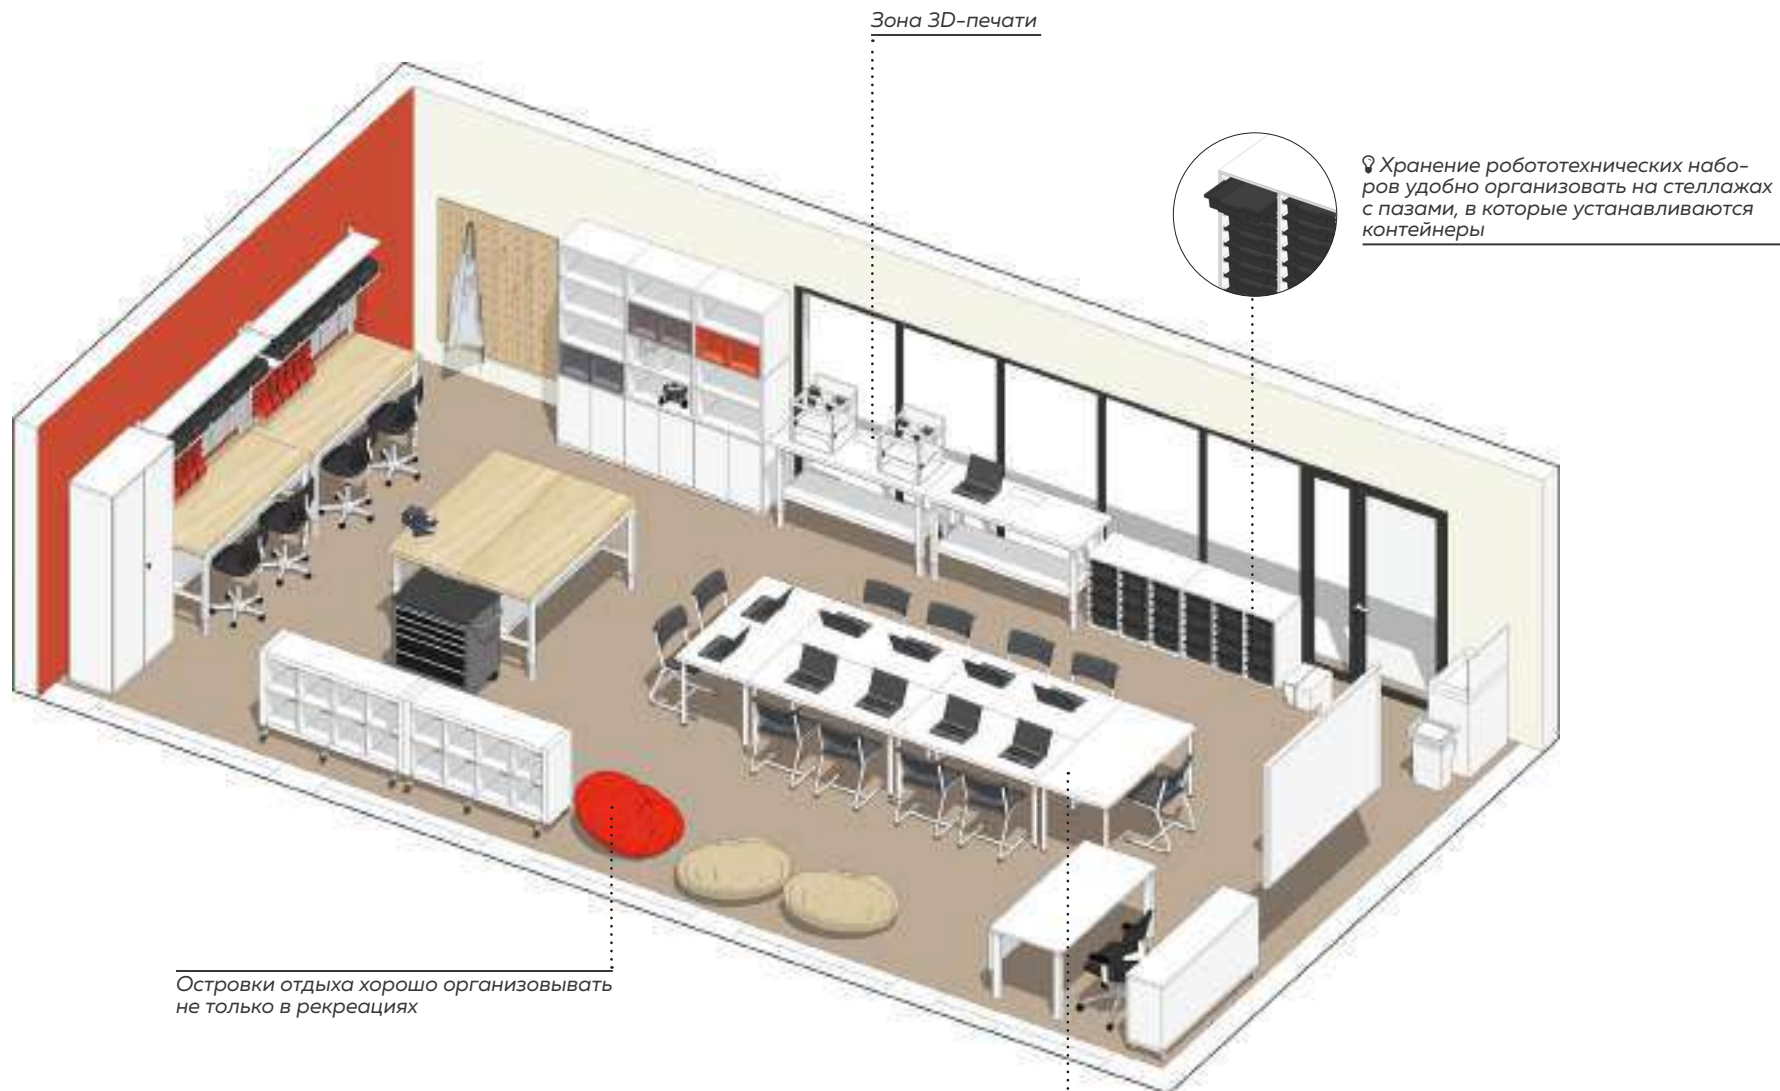 Зона 3D-печати
Хранение робототехнических набо-
ров удобно организовать на стеллажах
с пазами, в которые устанавливаются
контейнеры
Островки отдыха хорошо организовывать
не только в рекреациях